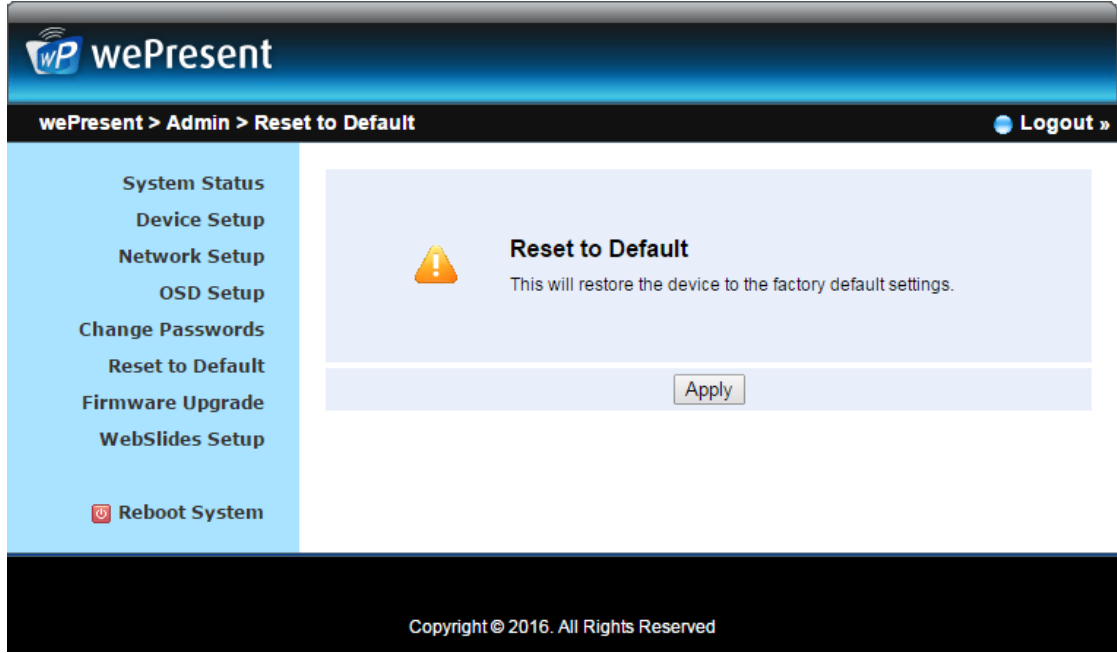 wP wePresent
wePresent > Admin > Reset to Default
Logout »
System Status
Device Setup
Network Setup
OSD Setup
Change Passwords
Reset to Default
Firmware Upgrade
WebSlides Setup
Reboot System
Reset to Default
This will restore the device to the factory default settings.
Apply
Copyright © 2016. All Rights Reserved